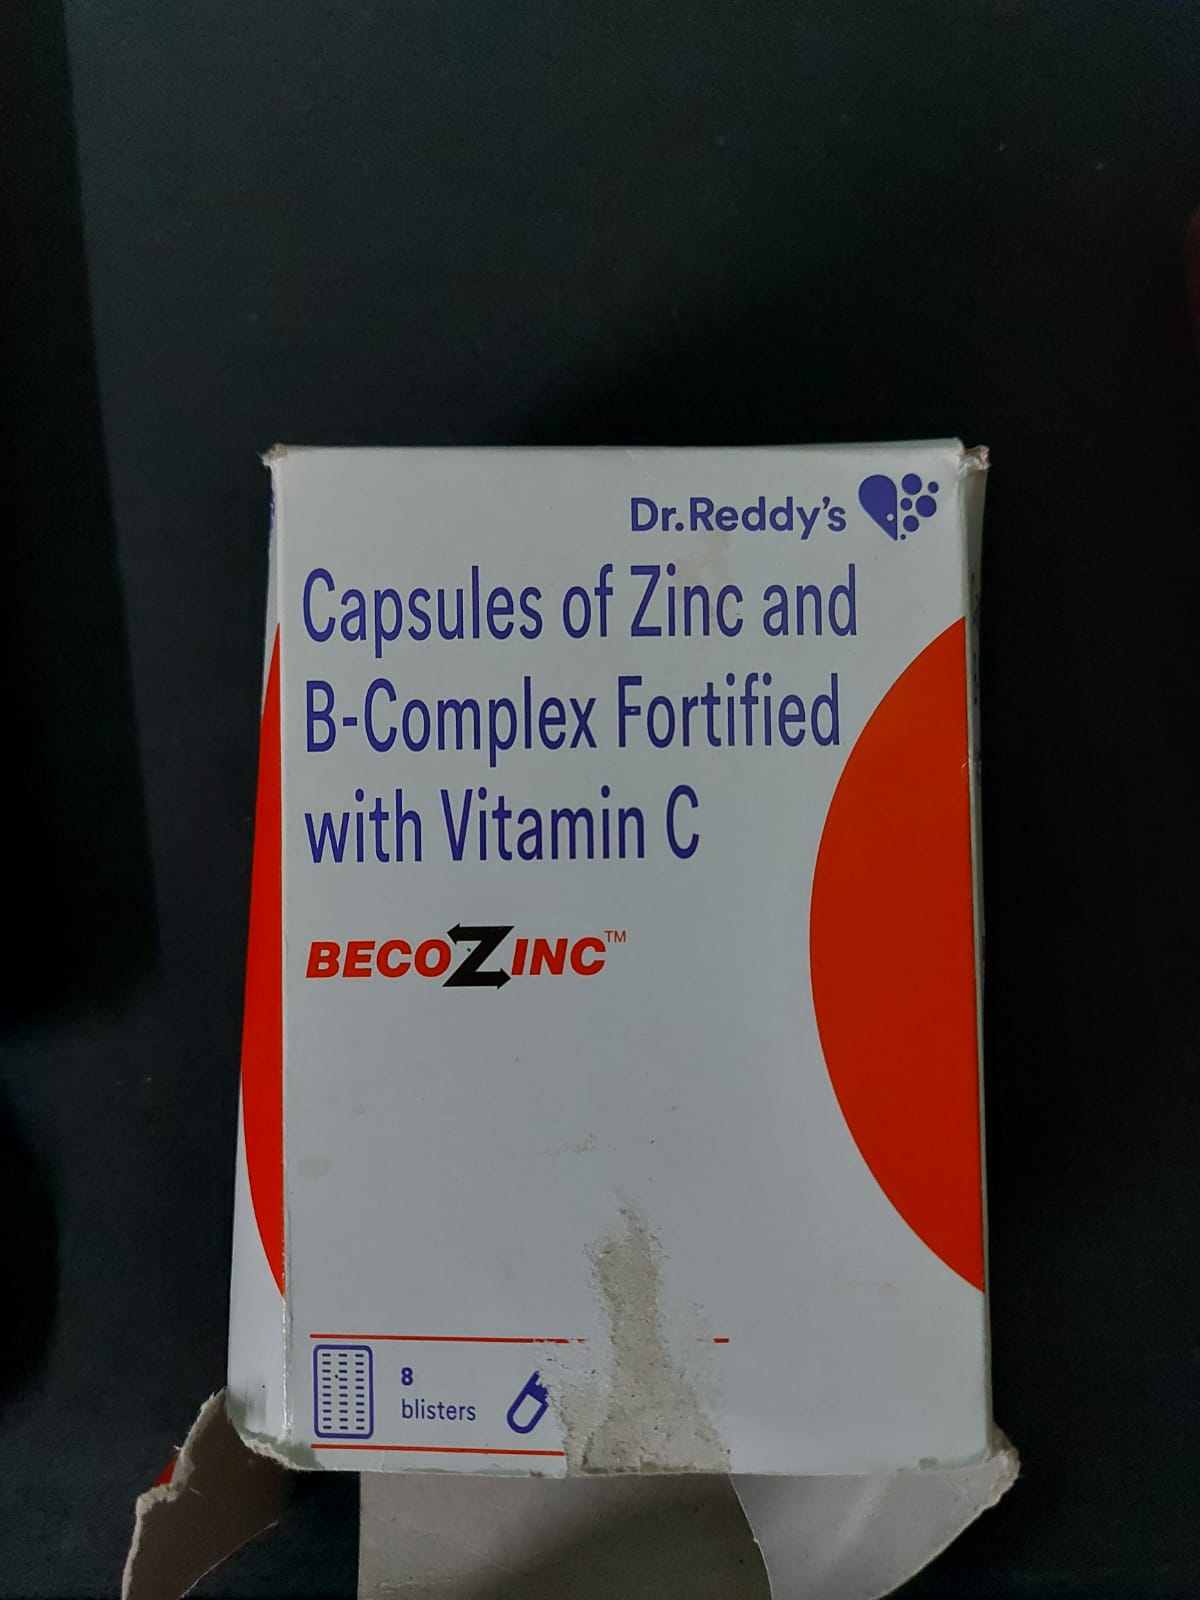 Dr.Reddy's
Capsules of Zinc and
B-Complex Fortified
with Vitamin C
BECOZINC™
8
blisters